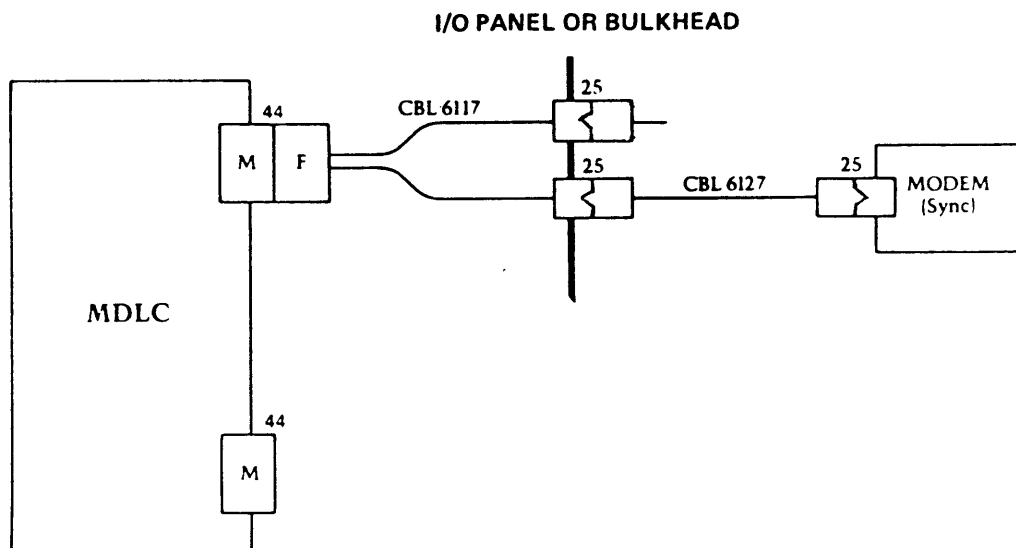 I/O PANEL OR BULKHEAD
25
44
CBL 6117
M
F
25
CBL 6127
25
MODEM
(Sync)
MDLC
44
M